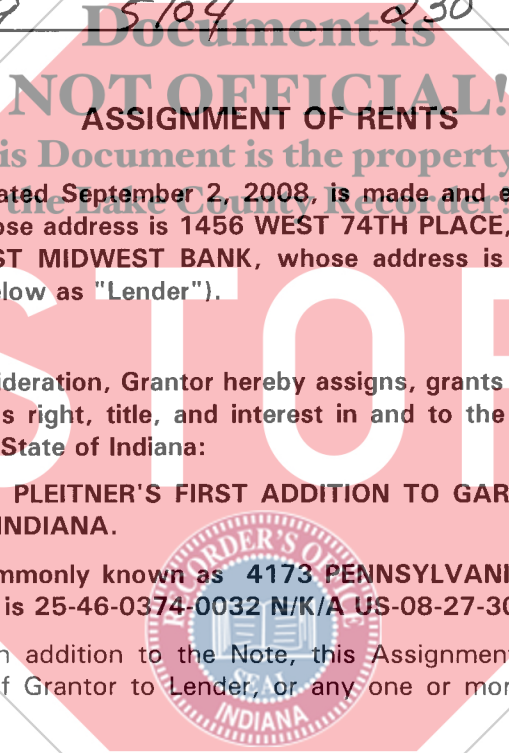 5/04 230
Document is
NOT OFFICIAL!
ASSIGNMENT OF RENTS
is Document is the property
ated September 2, 2008, is made and e
the Lake County Recorder!
ose address is 1456 WEST 74TH PLACE,
ST MIDWEST BANK, whose address is
elow as "Lender").
STOP
ideration, Grantor hereby assigns, grants
s right, title, and interest in and to the
State of Indiana:
PLEITNER'S FIRST ADDITION TO GAR
INDIANA.
mmonly known as 4173 PENNSYLVANI
is 25-46-0374-0032 N/K/A US-08-27-30
n addition to the Note, this Assignment
f Grantor to Lender, or any one or mor
RECORDER'S OFFICE
SEAL
INDIANA